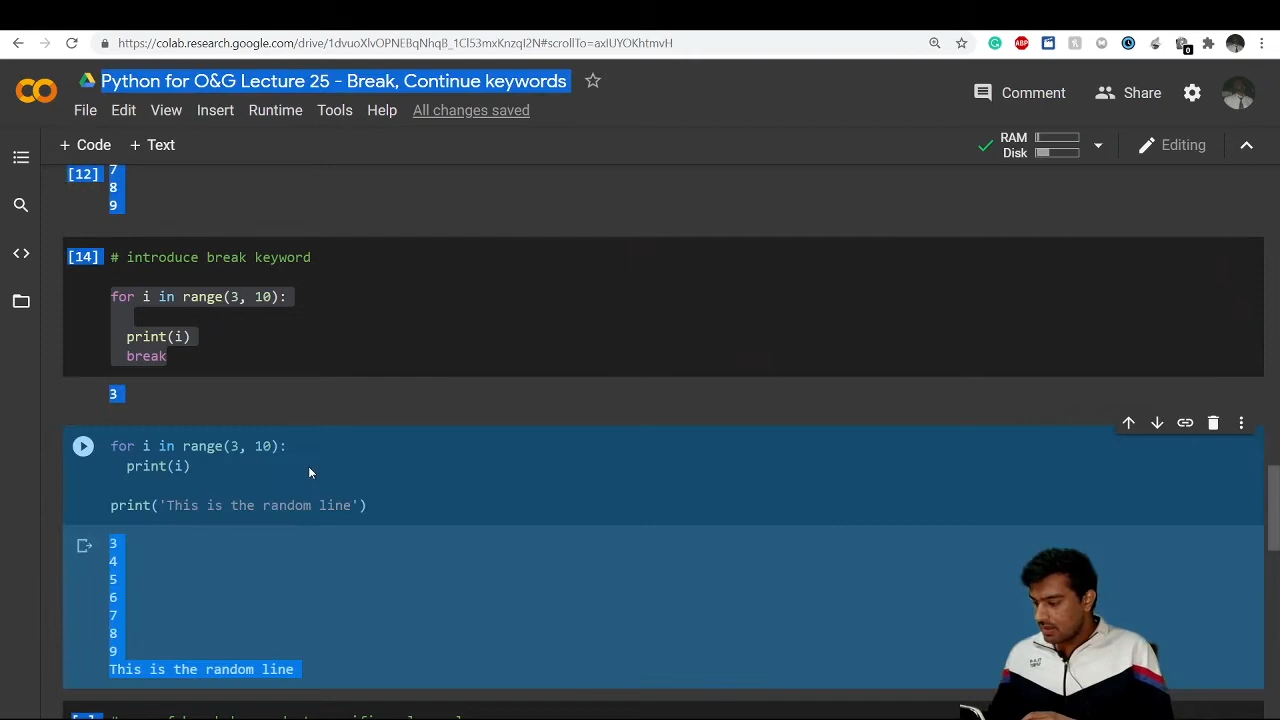 https://colab.research.google.com/drive/1dvuoXlvOPNEBqNhqB_1Cl53mxKnzqI2N#scrollTo=axIUYOKhtmvH
ABP
0
Python for O&G Lecture 25 - Break, Continue keywords
File Edit View Insert Runtime Tools Help All changes saved
Comment Share
+ Code + Text
RAM
Disk
Editing
[12]
7
8
9
[14]
# introduce break keyword
for i in range(3, 10):
print(i)
break
3
for i in range(3, 10):
print(i)
print('This is the random line')
3
4
5
6
7
8
9
This is the random line